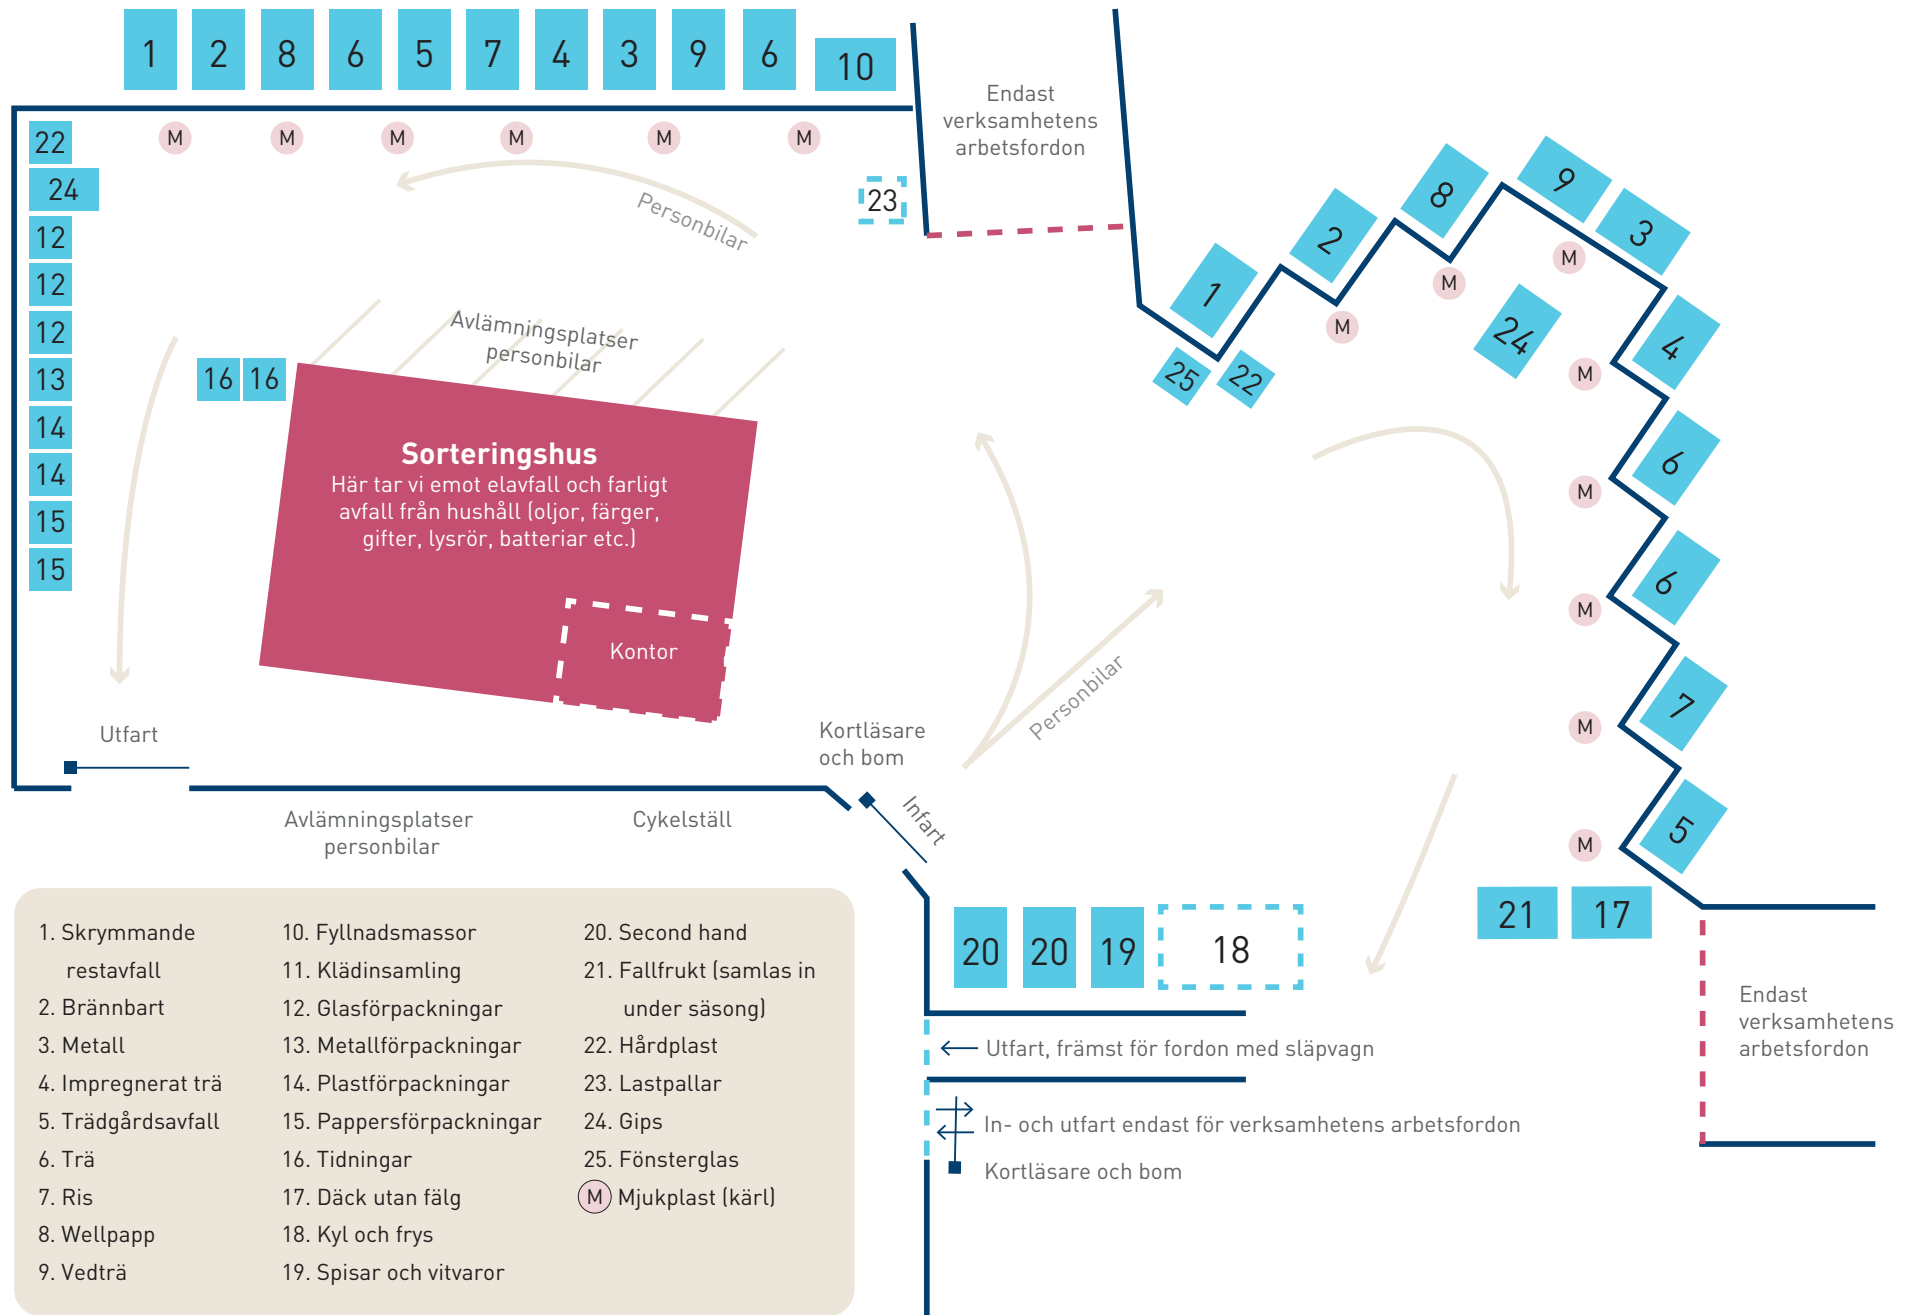 1 2 8 6 5 7 4 3 9 6 10
M M M M M M
22
24
12
12
12
13
14
14
15
15
Personbilar
23
Endast
verksamhetens
arbetsfordon
Avlämningsplatser
personbilar
16 16
Sorteringshus
Här tar vi emot elavfall och farligt
avfall från hushåll (oljor, färger,
gifter, lysrör, batteriar etc.)
Kontor
1
2
8
9
3
4
6
6
7
5
25
22
24
M
M
M
M
M
M
M
M
Personbilar
Utfart
Kortläsare
och bom
Infart
Avlämningsplatser
personbilar
Cykelställ
20 20 19 18
21 17
Endast
verksamhetens
arbetsfordon
Utfart, främst för fordon med släpvagn
In- och utfart endast för verksamhetens arbetsfordon
Kortläsare och bom
1. Skrymmande
restavfall
2. Brännbart
3. Metall
4. Impregnerat trä
5. Trädgårdsavfall
6. Trä
7. Ris
8. Wellpapp
9. Vedträ
10. Fyllnadsmassor
11. Klädinsamling
12. Glasförpackningar
13. Metallförpackningar
14. Plastförpackningar
15. Pappersförpackningar
16. Tidningar
17. Däck utan fälg
18. Kyl och frys
19. Spisar och vitvaror
20. Second hand
21. Fallfrukt (samlas in
under säsong)
22. Hårdplast
23. Lastpallar
24. Gips
25. Fönsterglas
M Mjukplast (kärl)